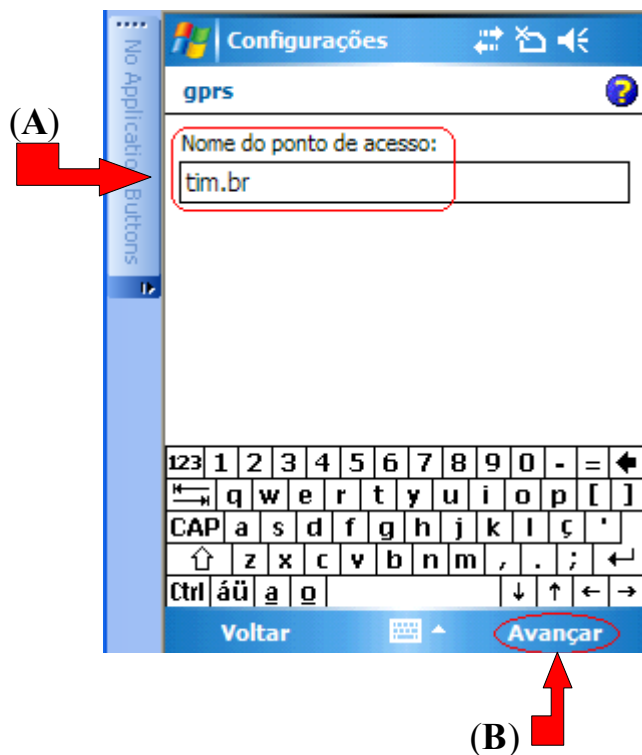 Configurações
No Application Buttons
gprs
(A)
Nome do ponto de acesso:
tim.br
123 1 2 3 4 5 6 7 8 9 0 - =
q w e r t y u i o p [ ]
CAP a s d f g h j k l ç '
z x c v b n m , . ;
Ctrl áü a o
Voltar Avançar
(B)